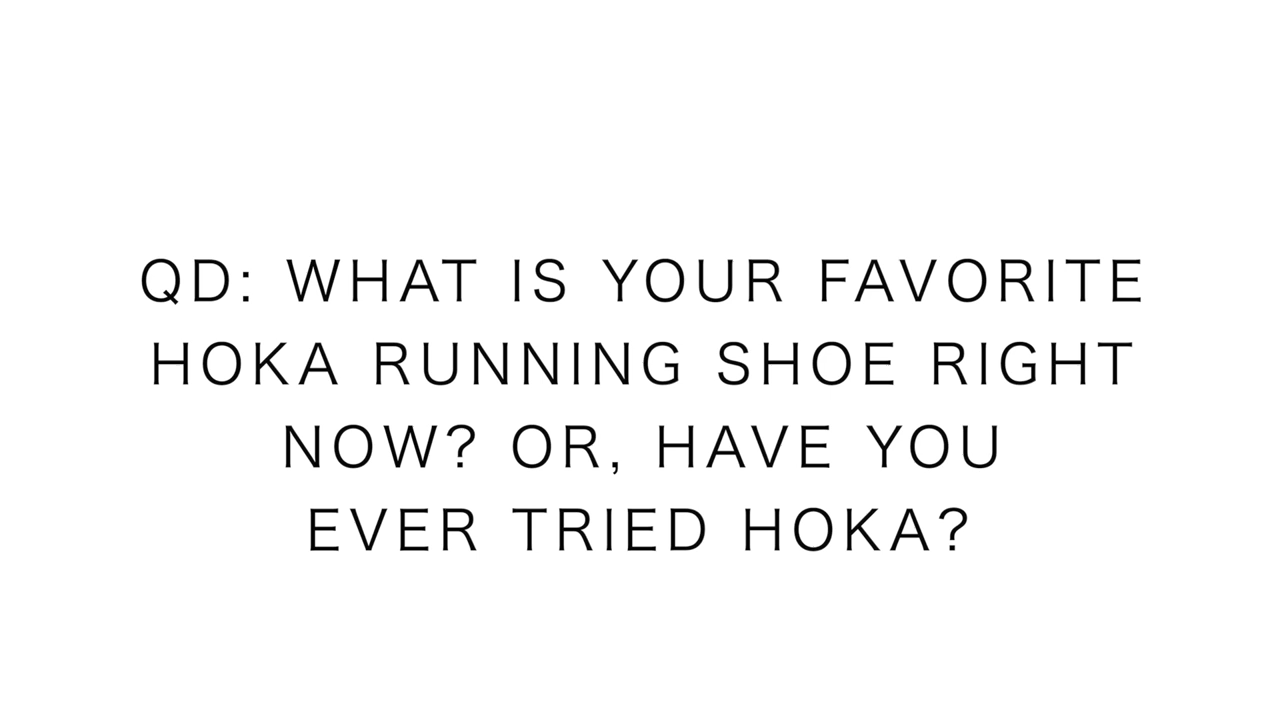 QD: WHAT IS YOUR FAVORITE
HOKA RUNNING SHOE RIGHT
NOW? OR, HAVE YOU
EVER TRIED HOKA?